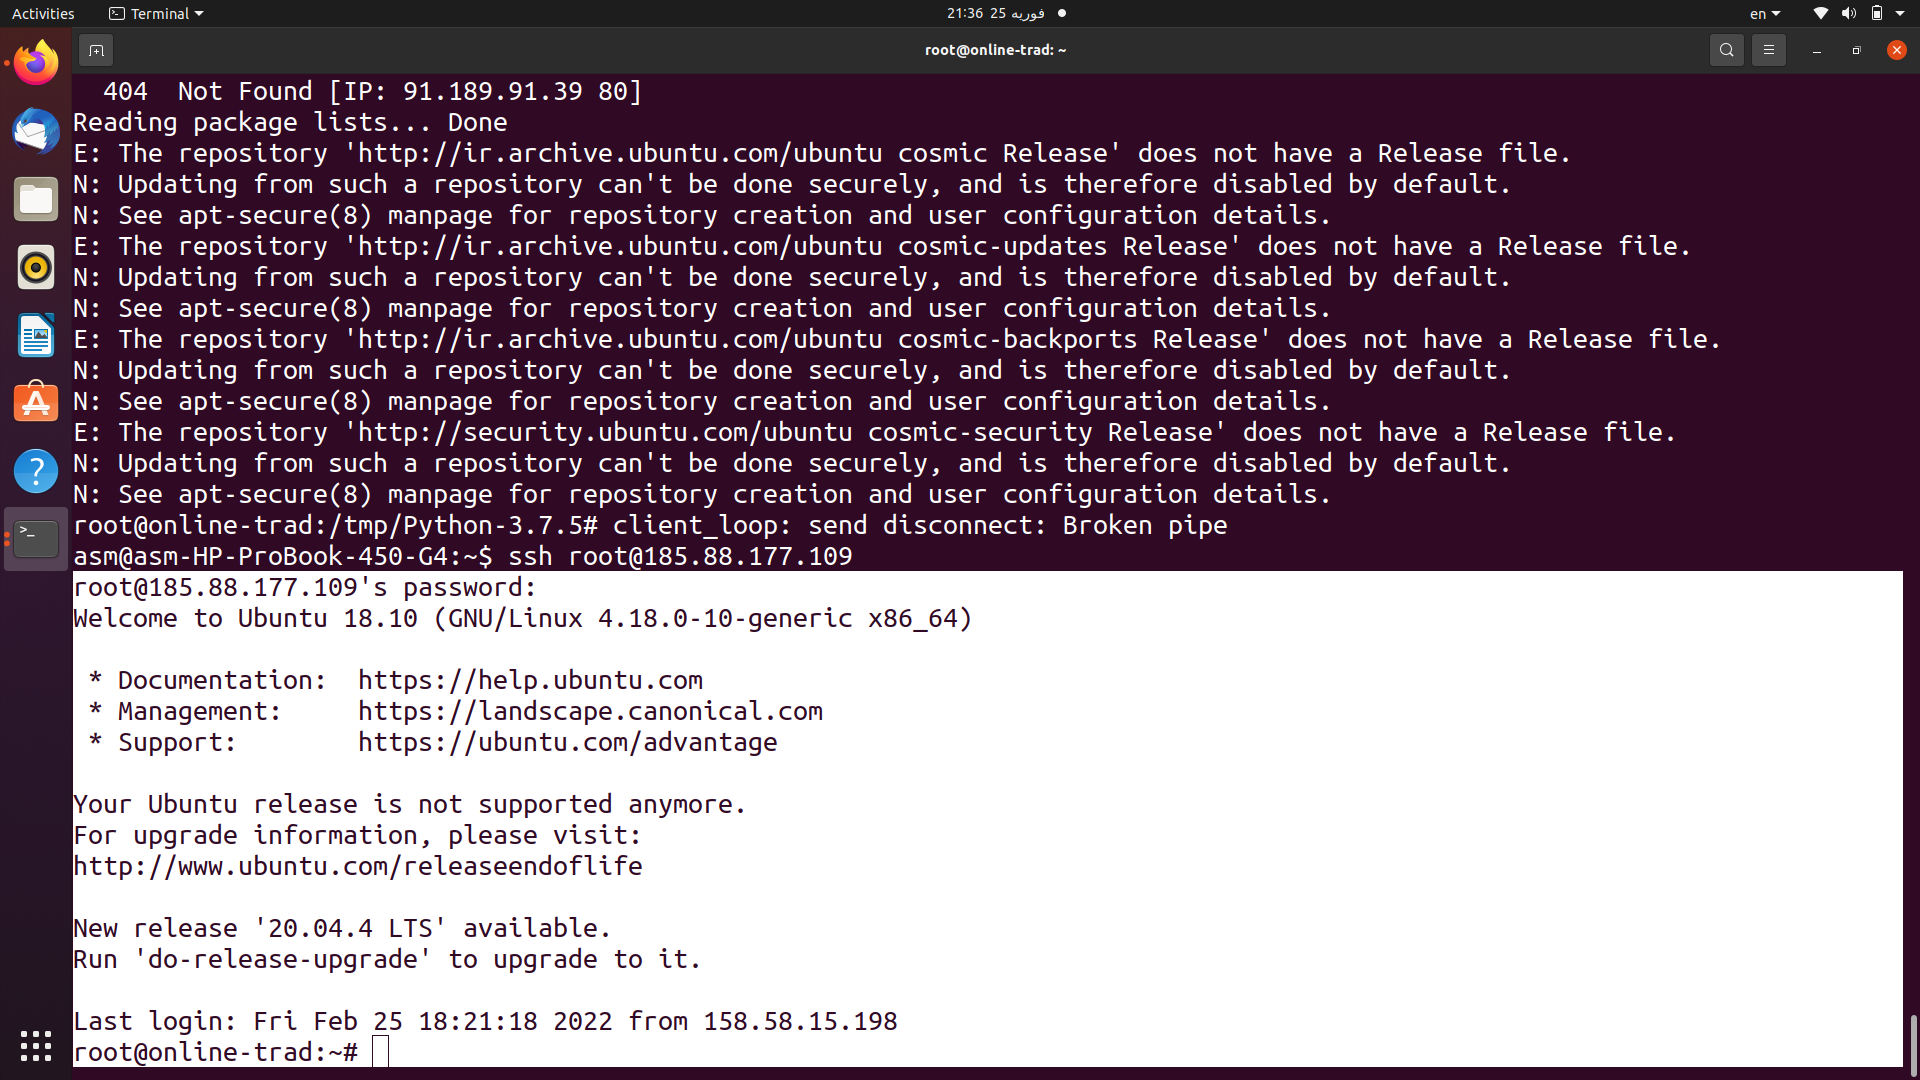 Activities
Terminal
21:36 25 فوریه
en
root@online-trad: ~
404  Not Found [IP: 91.189.91.39 80]
Reading package lists... Done
E: The repository 'http://ir.archive.ubuntu.com/ubuntu cosmic Release' does not have a Release file.
N: Updating from such a repository can't be done securely, and is therefore disabled by default.
N: See apt-secure(8) manpage for repository creation and user configuration details.
E: The repository 'http://ir.archive.ubuntu.com/ubuntu cosmic-updates Release' does not have a Release file.
N: Updating from such a repository can't be done securely, and is therefore disabled by default.
N: See apt-secure(8) manpage for repository creation and user configuration details.
E: The repository 'http://ir.archive.ubuntu.com/ubuntu cosmic-backports Release' does not have a Release file.
N: Updating from such a repository can't be done securely, and is therefore disabled by default.
N: See apt-secure(8) manpage for repository creation and user configuration details.
E: The repository 'http://security.ubuntu.com/ubuntu cosmic-security Release' does not have a Release file.
N: Updating from such a repository can't be done securely, and is therefore disabled by default.
N: See apt-secure(8) manpage for repository creation and user configuration details.
root@online-trad:/tmp/Python-3.7.5# client_loop: send disconnect: Broken pipe
asm@asm-HP-ProBook-450-G4:~$ ssh root@185.88.177.109
root@185.88.177.109's password:
Welcome to Ubuntu 18.10 (GNU/Linux 4.18.0-10-generic x86_64)
* Documentation:  https://help.ubuntu.com
* Management:     https://landscape.canonical.com
* Support:        https://ubuntu.com/advantage
Your Ubuntu release is not supported anymore.
For upgrade information, please visit:
http://www.ubuntu.com/releaseendoflife
New release '20.04.4 LTS' available.
Run 'do-release-upgrade' to upgrade to it.
Last login: Fri Feb 25 18:21:18 2022 from 158.58.15.198
root@online-trad:~#